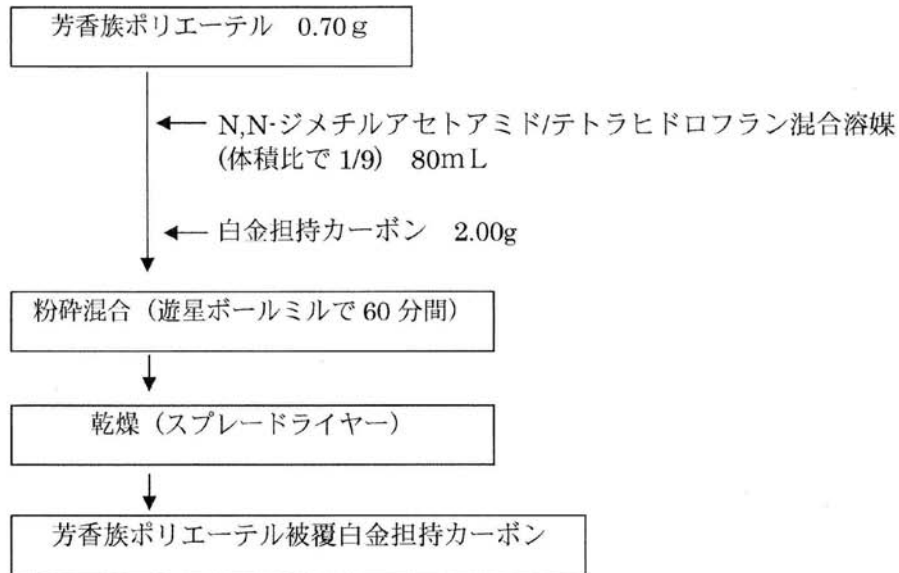 芳香族ポリエーテル 0.70g
N,N-ジメチルアセトアミド/テトラヒドロフラン混合溶媒
(体積比で 1/9) 80mL
白金担持カーボン 2.00g
粉砕混合(遊星ボールミルで 60 分間)
乾燥(スプレードライヤー)
芳香族ポリエーテル被覆白金担持カーボン